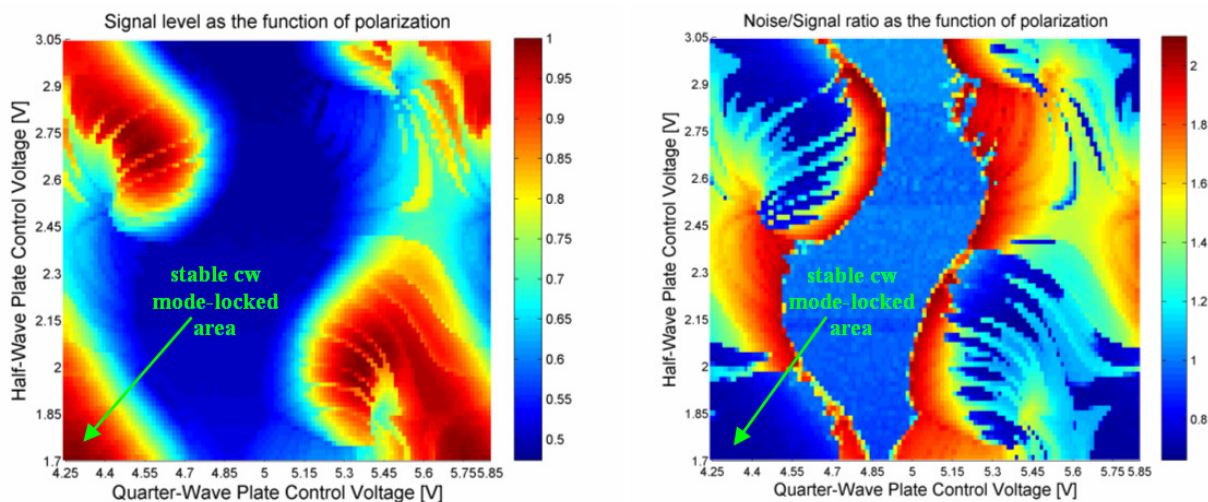 Signal level as the function of polarization
Half-Wave Plate Control Voltage [V]
3.05
2.9
2.75
2.6
2.45
2.3
2.15
2
1.85
1.7
stable cw
mode-locked
area
4.25 4.4 4.55 4.7 4.85 5 5.15 5.3 5.45 5.6 5.75 5.85
Quarter-Wave Plate Control Voltage [V]
1
0.95
0.9
0.85
0.8
0.75
0.7
0.65
0.6
0.55
0.5
Noise/Signal ratio as the function of polarization
Half-Wave Plate Control Voltage [V]
3.05
2.9
2.75
2.6
2.45
2.3
2.15
2
1.85
1.7
stable cw
mode-locked
area
4.25 4.4 4.55 4.7 4.85 5 5.15 5.3 5.45 5.6 5.75 5.85
Quarter-Wave Plate Control Voltage [V]
2
1.8
1.6
1.4
1.2
1
0.8